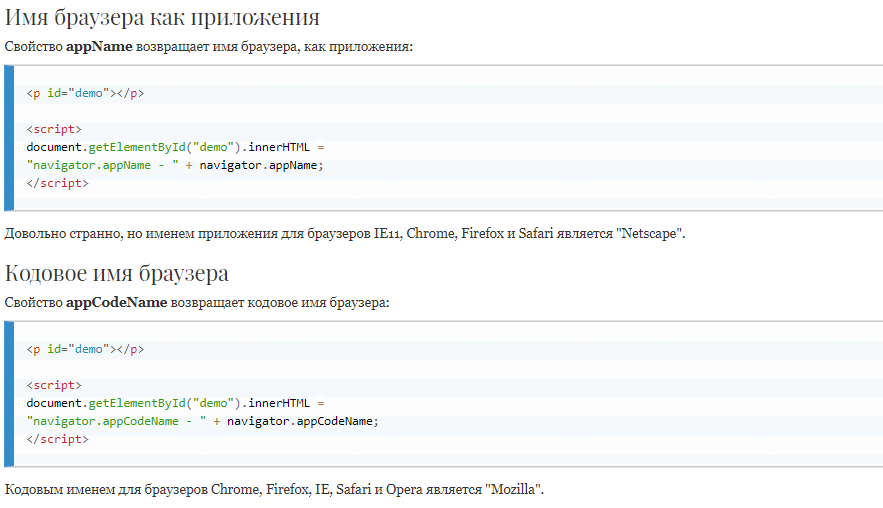 Имя браузера как приложения
Свойство appName возвращает имя браузера, как приложения:
<p id="demo"></p>
<script>
document.getElementById("demo").innerHTML =
"navigator.appName - " + navigator.appName;
</script>
Довольно странно, но именем приложения для браузеров IE11, Chrome, Firefox и Safari является "Netscape".
Кодовое имя браузера
Свойство appCodeName возвращает кодовое имя браузера:
<p id="demo"></p>
<script>
document.getElementById("demo").innerHTML =
"navigator.appCodeName - " + navigator.appCodeName;
</script>
Кодовым именем для браузеров Chrome, Firefox, IE, Safari и Opera является "Mozilla".